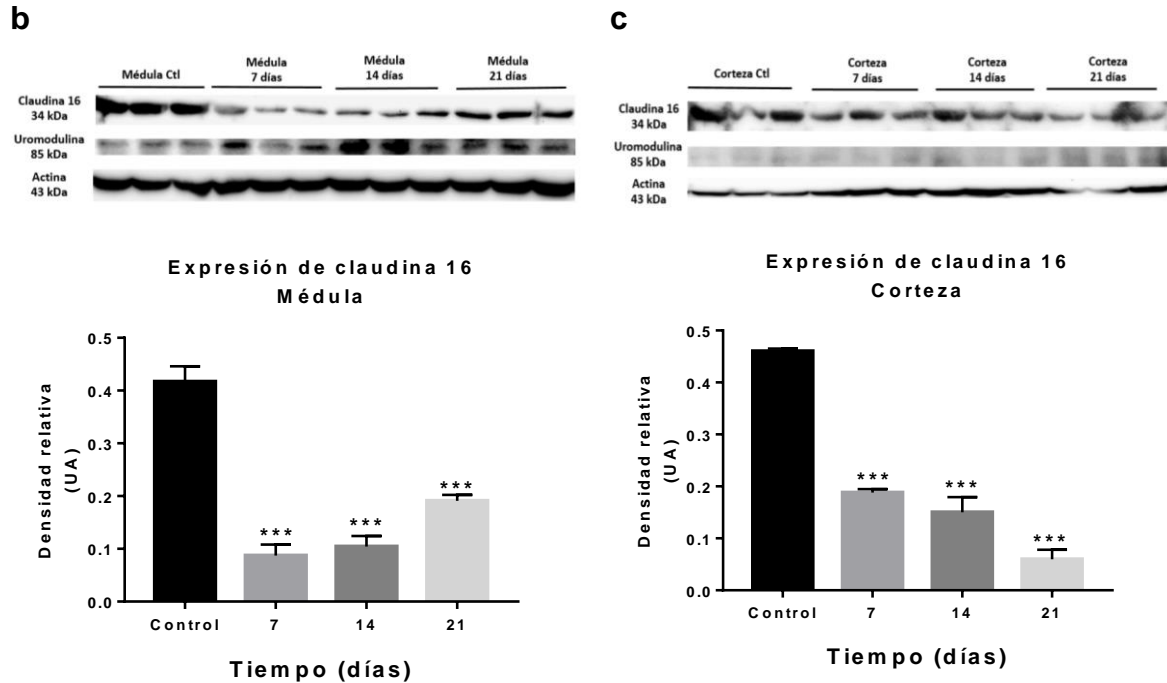 b
Médula Ctl
Médula
7 días
Médula
14 días
Médula
21 días
Claudina 16
34 kDa
Uromodulina
85 kDa
Actina
43 kDa
Expresión de claudina 16
Médula
Densidad relativa
(UA)
0.5
0.4
0.3
0.2
0.1
0.0
***
***
***
Control
7
14
21
Tiempo (días)
c
Corteza Ctl
Corteza
7 días
Corteza
14 días
Corteza
21 días
Claudina 16
34 kDa
Uromodulina
85 kDa
Actina
43 kDa
Expresión de claudina 16
Corteza
Densidad relativa
(UA)
0.5
0.4
0.3
0.2
0.1
0.0
***
***
***
Control
7
14
21
Tiempo (días)